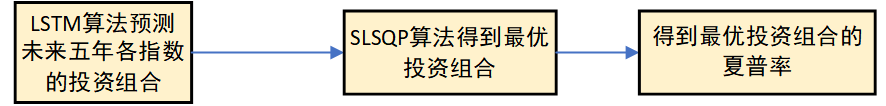 LSTM算法预测
未来五年各指数
的投资组合
SLSQP算法得到最优
投资组合
得到最优投资组合的
夏普率